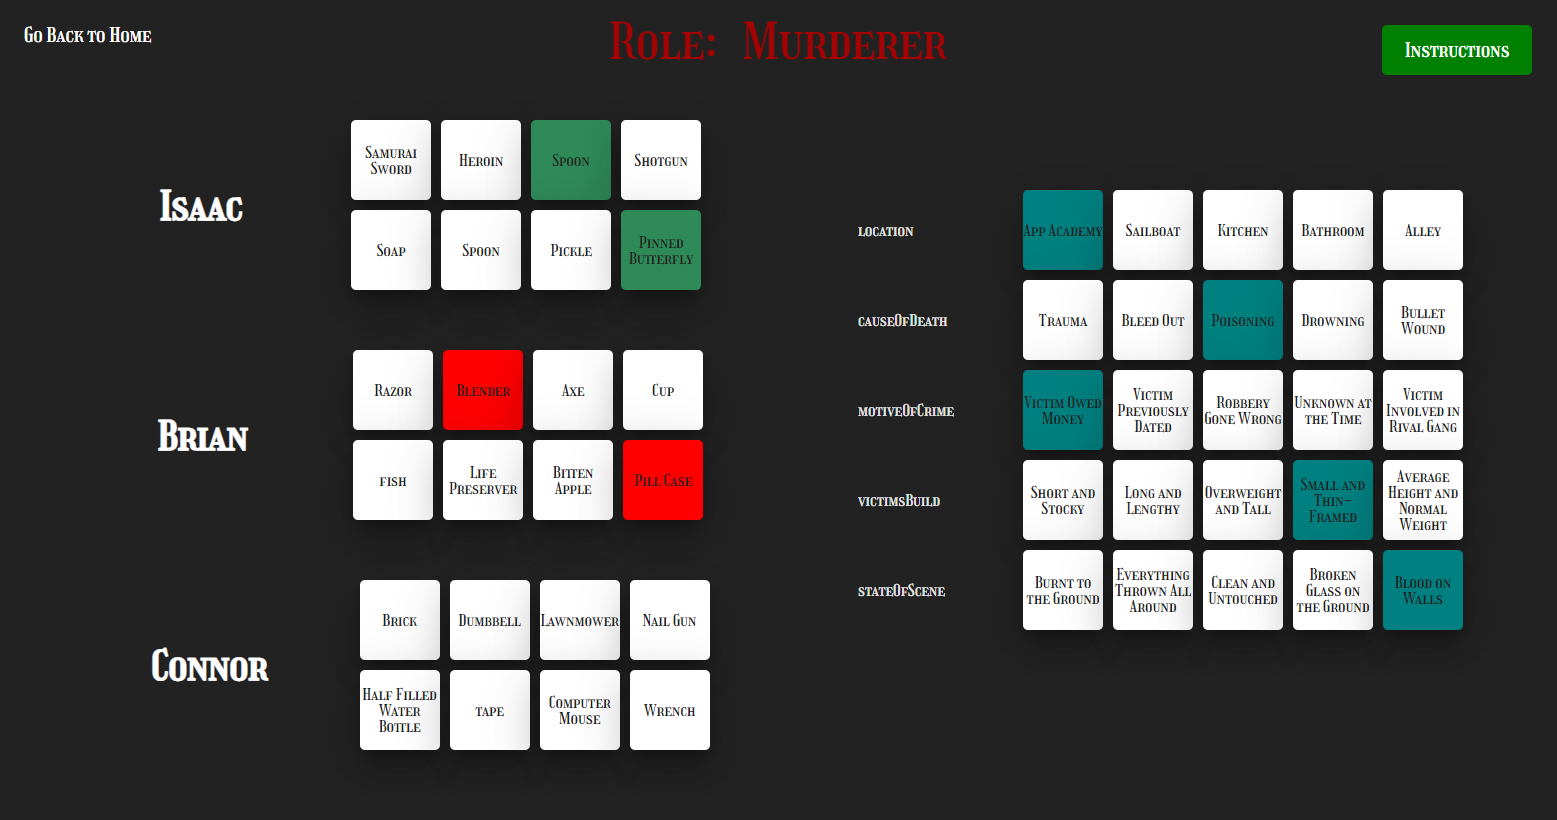 Go Back to Home
Role: Murderer
Instructions
Isaac
Samurai
Sword
Heroin
Spoon
Shotgun
Soap
Spoon
Pickle
Pinned
Butterfly
Brian
Razor
Blender
Axe
Cup
fish
Life
Preserver
Bitten
Apple
Pill Case
Connor
Brick
Dumbbell
Lawnmower
Nail Gun
Half Filled
Water
Bottle
tape
Computer
Mouse
Wrench
location
App Academy
Sailboat
Kitchen
Bathroom
Alley
causeOfDeath
Trauma
Bleed Out
Poisoning
Drowning
Bullet
Wound
motiveOfCrime
Victim Owed
Money
Victim
Previously
Dated
Robbery
Gone Wrong
Unknown at
the Time
Victim
Involved in
Rival Gang
victimsBuild
Short and
Stocky
Long and
Lengthy
Overweight
and Tall
Small and
Thin-
Framed
Average
Height and
Normal
Weight
stateOfScene
Burnt to
the Ground
Everything
Thrown All
Around
Clean and
Untouched
Broken
Glass on
the Ground
Blood on
Walls